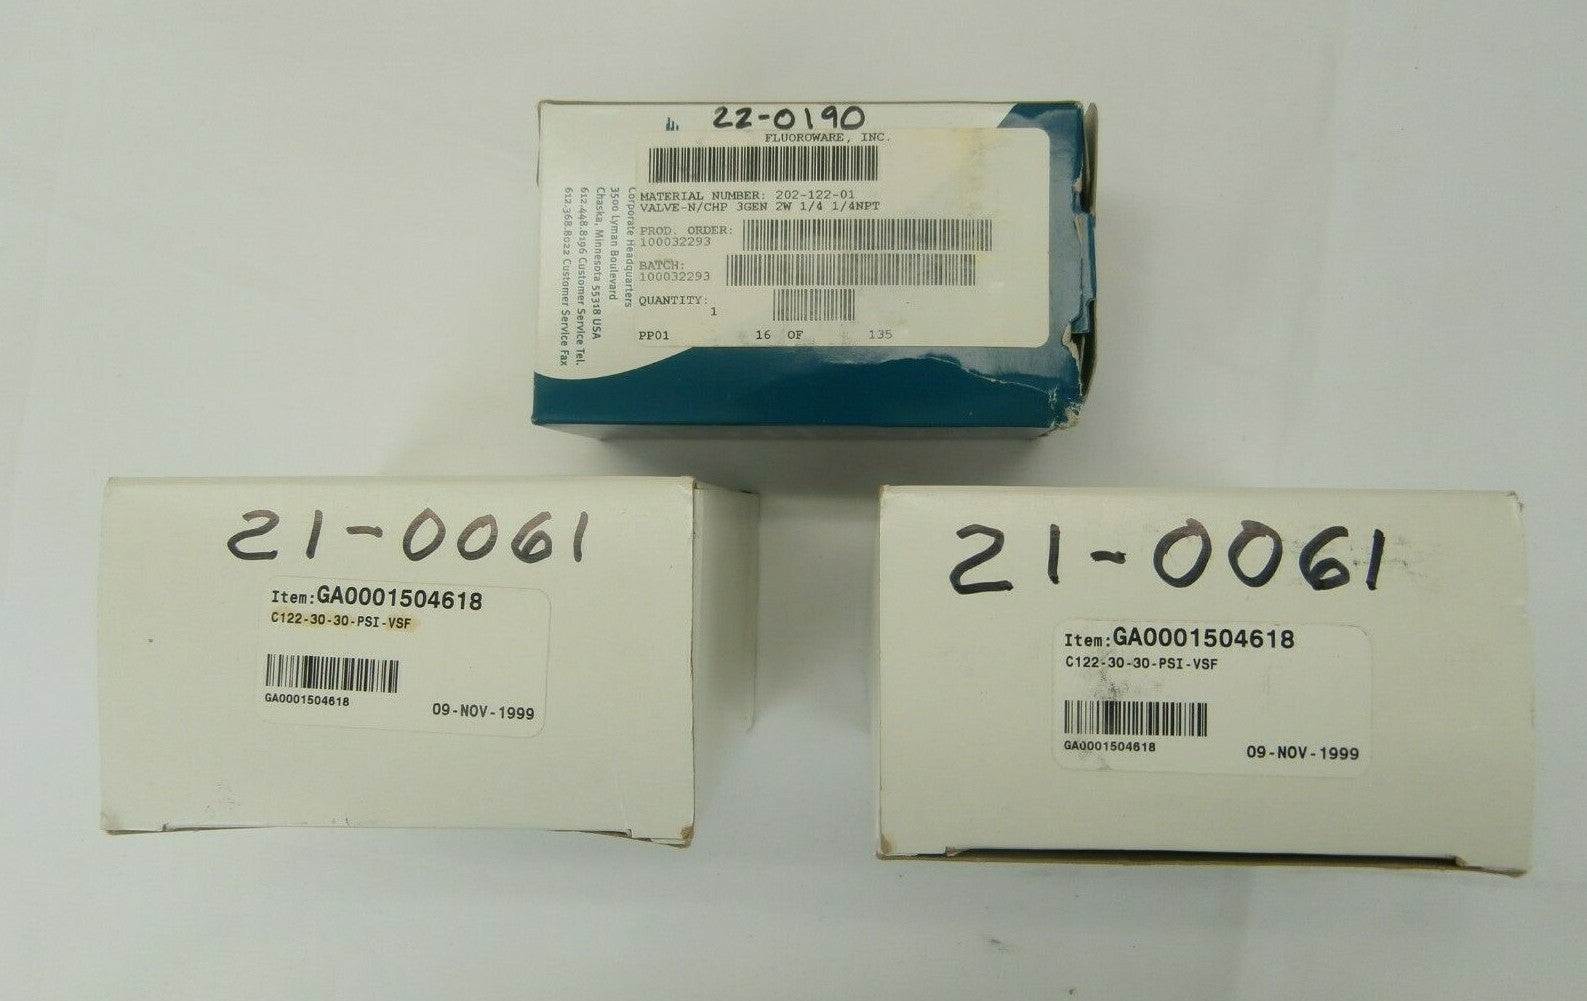 22-0190
FLUOROWARE, INC.
MATERIAL NUMBER: 202-122-01
VALVE-N/CHP 3GEN 2W 1/4 1/4NPT
PROD. ORDER:
100032293
BATCH:
100032293
QUANTITY:
1
PP01 16 OF 135
Corporate Headquarters
3500 Lyman Boulevard
Chaska, Minnesota 55318 USA
612.448.8196 Customer Service Tel.
612.368.8022 Customer Service Fax
21-0061
Item:GA0001504618
C122-30-30-PSI-VSF
GA0001504618
09-NOV-1999
21-0061
Item:GA0001504618
C122-30-30-PSI-VSF
GA0001504618
09-NOV-1999